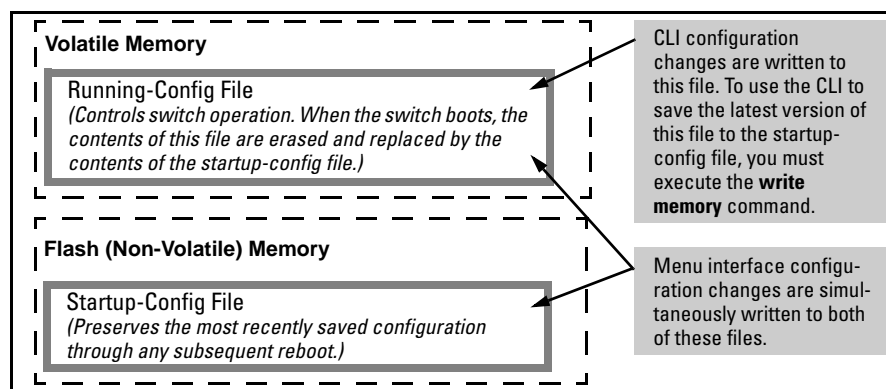 Volatile Memory
Running-Config File
(Controls switch operation. When the switch boots, the
contents of this file are erased and replaced by the
contents of the startup-config file.)
CLI configuration
changes are written to
this file. To use the CLI to
save the latest version of
this file to the startup-
config file, you must
execute the write
memory command.
Flash (Non-Volatile) Memory
Startup-Config File
(Preserves the most recently saved configuration
through any subsequent reboot.)
Menu interface configu-
ration changes are simul-
taneously written to both
of these files.